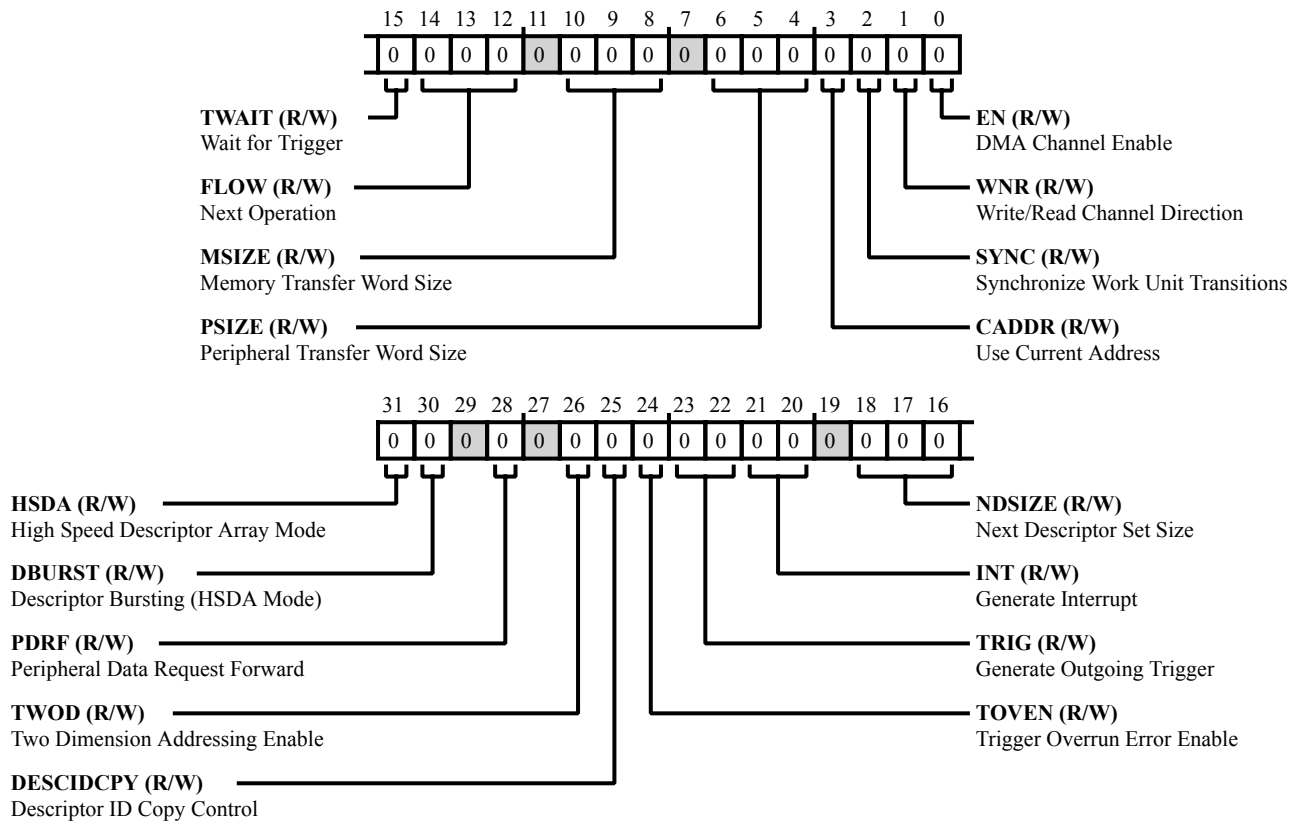 15 14 13 12 11 10 9 8 7 6 5 4 3 2 1 0
0 0 0 0 0 0 0 0 0 0 0 0 0 0 0 0
TWAIT (R/W)
Wait for Trigger
FLOW (R/W)
Next Operation
MSIZE (R/W)
Memory Transfer Word Size
PSIZE (R/W)
Peripheral Transfer Word Size
EN (R/W)
DMA Channel Enable
WNR (R/W)
Write/Read Channel Direction
SYNC (R/W)
Synchronize Work Unit Transitions
CADDR (R/W)
Use Current Address
31 30 29 28 27 26 25 24 23 22 21 20 19 18 17 16
0 0 0 0 0 0 0 0 0 0 0 0 0 0 0 0
HSDA (R/W)
High Speed Descriptor Array Mode
DBURST (R/W)
Descriptor Bursting (HSDA Mode)
PDRF (R/W)
Peripheral Data Request Forward
TWOD (R/W)
Two Dimension Addressing Enable
DESCIDCPY (R/W)
Descriptor ID Copy Control
NDSIZE (R/W)
Next Descriptor Set Size
INT (R/W)
Generate Interrupt
TRIG (R/W)
Generate Outgoing Trigger
TOVEN (R/W)
Trigger Overrun Error Enable